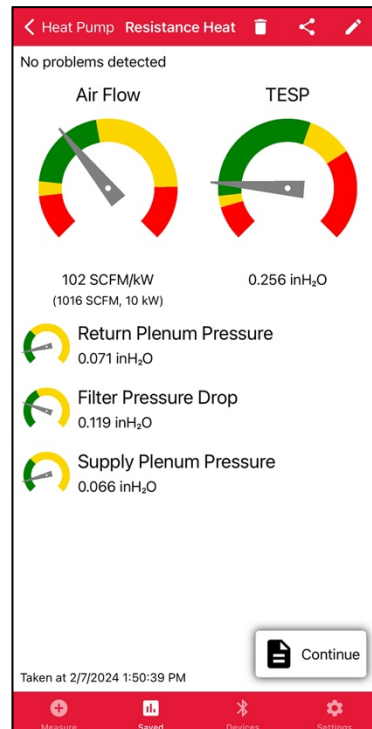 Heat Pump Resistance Heat
No problems detected
Air Flow TESP
102 SCFM/kW 0.256 inH₂O
(1016 SCFM, 10 kW)
Return Plenum Pressure
0.071 inH₂O
Filter Pressure Drop
0.119 inH₂O
Supply Plenum Pressure
0.066 inH₂O
Continue
Taken at 2/7/2024 1:50:39 PM
Measure Saved Devices Settings